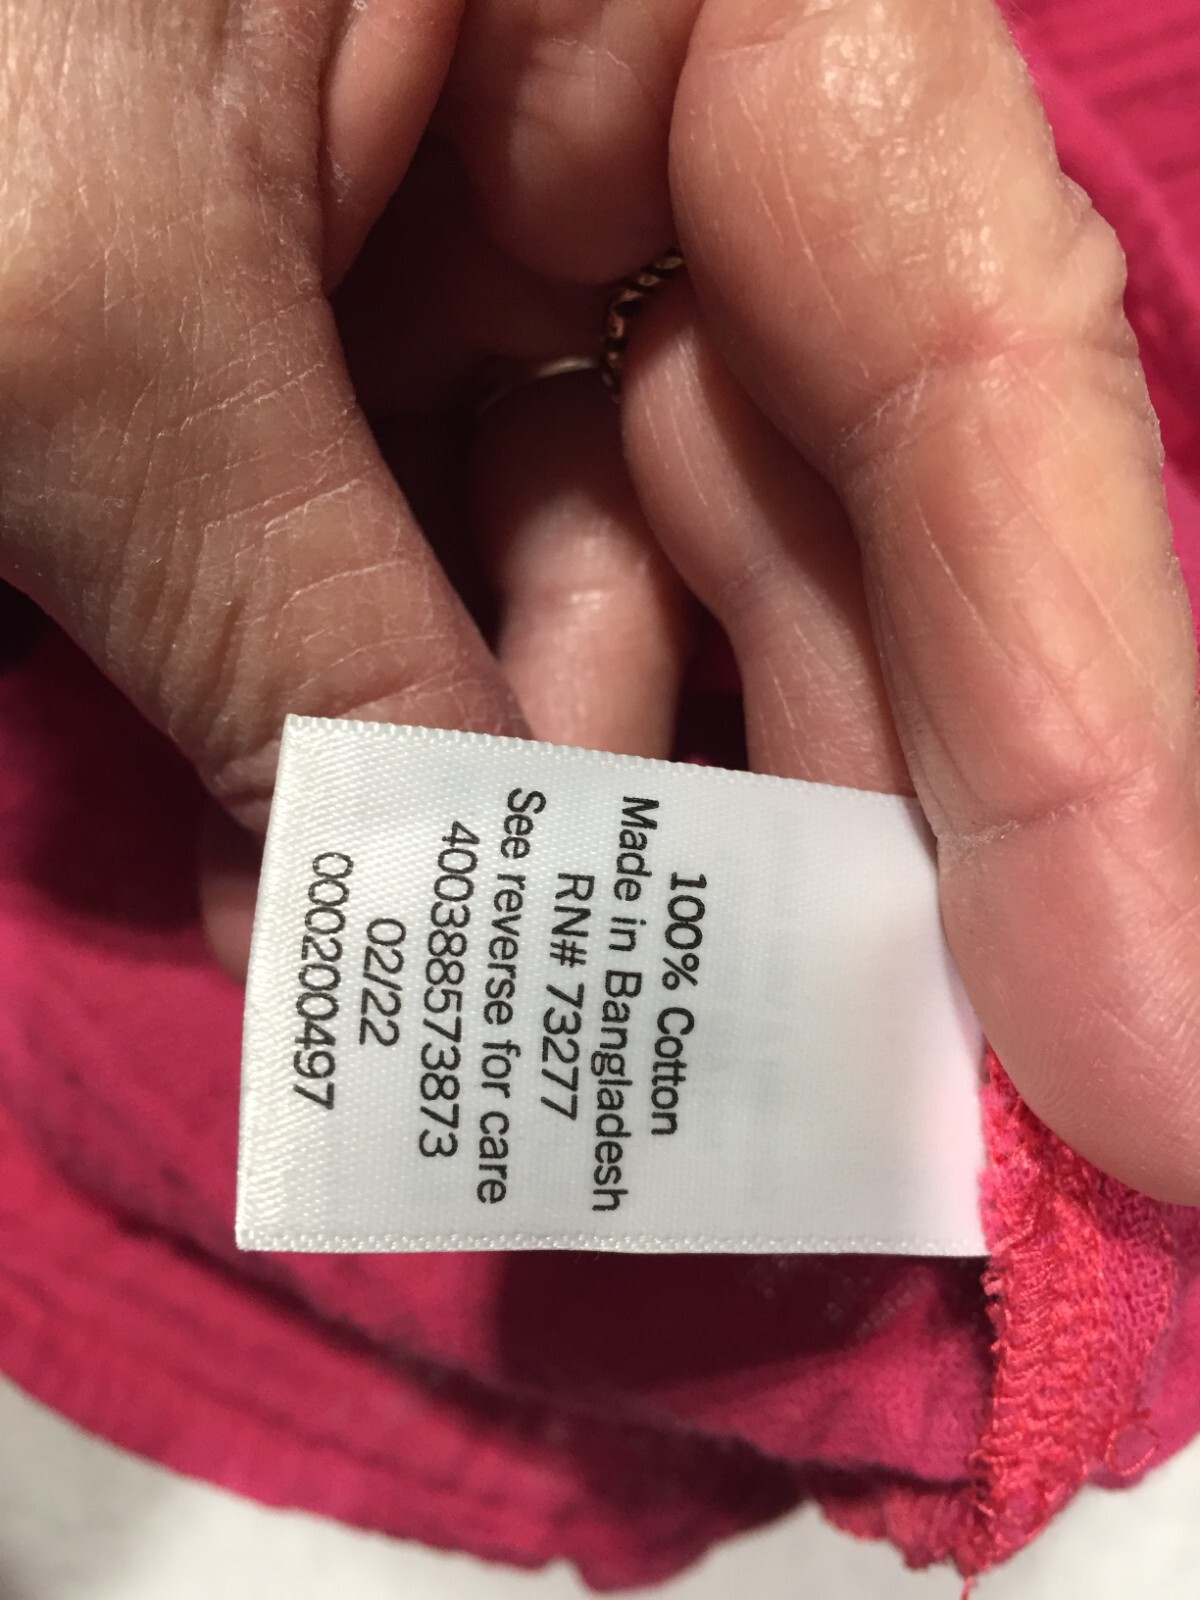 100% Cotton
Made in Bangladesh
RN# 73277
See reverse for care
400388573873
02/22
000200497